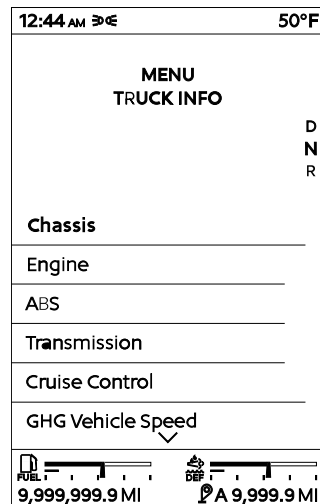 12:44 AM 50°F
MENU
TRUCK INFO
D
N
R
Chassis
Engine
ABS
Transmission
Cruise Control
GHG Vehicle Speed
FUEL DEF
9,999,999.9 MI A 9,999.9 MI